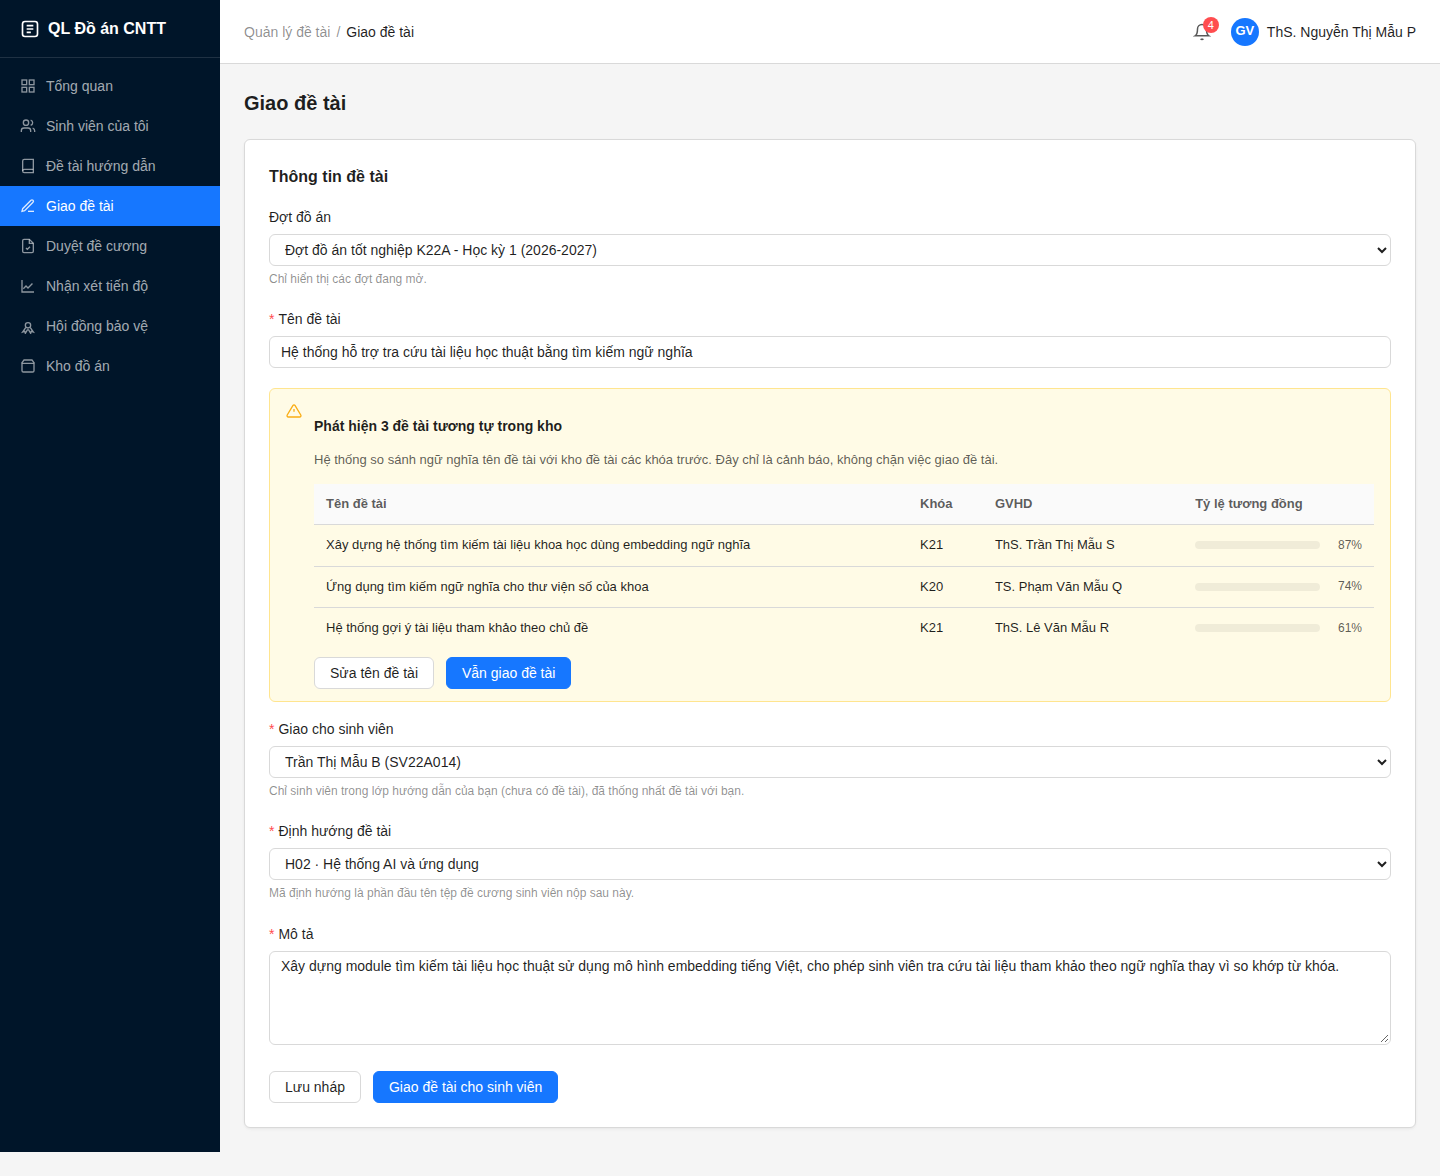 QL Đồ án CNTT
Tổng quan
Sinh viên của tôi
Đề tài hướng dẫn
Giao đề tài
Duyệt đề cương
Nhận xét tiến độ
Hội đồng bảo vệ
Kho đồ án
Quản lý đề tài / Giao đề tài
4
GV
ThS. Nguyễn Thị Mẫu P
Giao đề tài
Thông tin đề tài
Đợt đồ án
Đợt đồ án tốt nghiệp K22A - Học kỳ 1 (2026-2027)
Chỉ hiển thị các đợt đang mở.
* Tên đề tài
Hệ thống hỗ trợ tra cứu tài liệu học thuật bằng tìm kiếm ngữ nghĩa
Phát hiện 3 đề tài tương tự trong kho
Hệ thống so sánh ngữ nghĩa tên đề tài với kho đề tài các khóa trước. Đây chỉ là cảnh báo, không chặn việc giao đề tài.
Tên đề tài Khóa GVHD Tỷ lệ tương đồng
Xây dựng hệ thống tìm kiếm tài liệu khoa học dùng embedding ngữ nghĩa K21 ThS. Trần Thị Mẫu S 87%
Ứng dụng tìm kiếm ngữ nghĩa cho thư viện số của khoa K20 TS. Phạm Văn Mẫu Q 74%
Hệ thống gợi ý tài liệu tham khảo theo chủ đề K21 ThS. Lê Văn Mẫu R 61%
Sửa tên đề tài Vẫn giao đề tài
* Giao cho sinh viên
Trần Thị Mẫu B (SV22A014)
Chỉ sinh viên trong lớp hướng dẫn của bạn (chưa có đề tài), đã thống nhất đề tài với bạn.
* Định hướng đề tài
H02 · Hệ thống AI và ứng dụng
Mã định hướng là phần đầu tên tệp đề cương sinh viên nộp sau này.
* Mô tả
Xây dựng module tìm kiếm tài liệu học thuật sử dụng mô hình embedding tiếng Việt, cho phép sinh viên tra cứu tài liệu tham khảo theo ngữ nghĩa thay vì so khớp từ khóa.
Lưu nháp Giao đề tài cho sinh viên